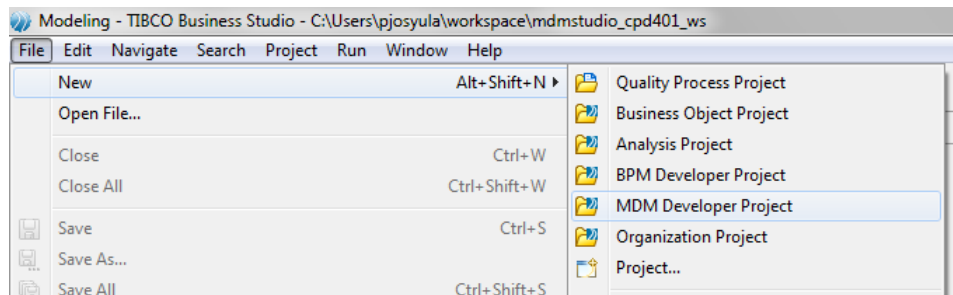 Modeling - TIBCO Business Studio - C:\Users\pjosyula\workspace\mdmstudio_cpd401_ws
File Edit Navigate Search Project Run Window Help
New Alt+Shift+N
Open File...
Close Ctrl+W
Close All Ctrl+Shift+W
Save Ctrl+S
Save As...
Save All Ctrl+Shift+S
Quality Process Project
Business Object Project
Analysis Project
BPM Developer Project
MDM Developer Project
Organization Project
Project...